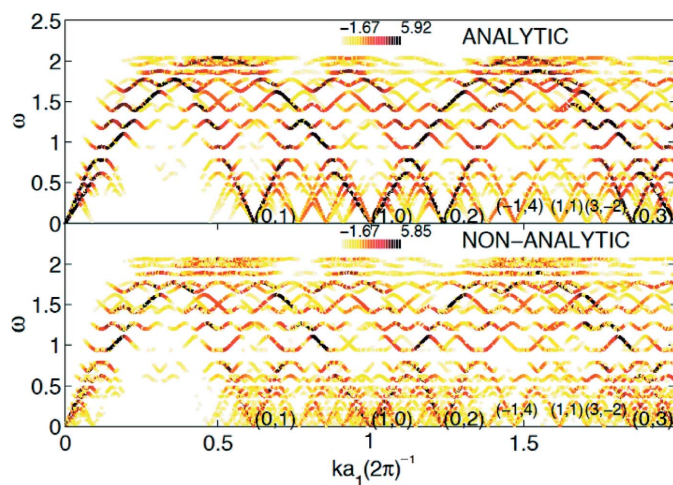 2.5
−1.67 5.92 ANALYTIC
2
1.5
ω
1
0.5
(0,1) (1.0) (0,2) (−1,4) (1,1) (3,−2) (0,3)
0
−1.67 5.85 NON−ANALYTIC
2
1.5
ω
1
0.5
(0,1) (1,0) (0,2) (−1,4) (1,1) (3,−2) (0,3)
0
0 0.5 1 1.5
ka₁(2π)⁻¹